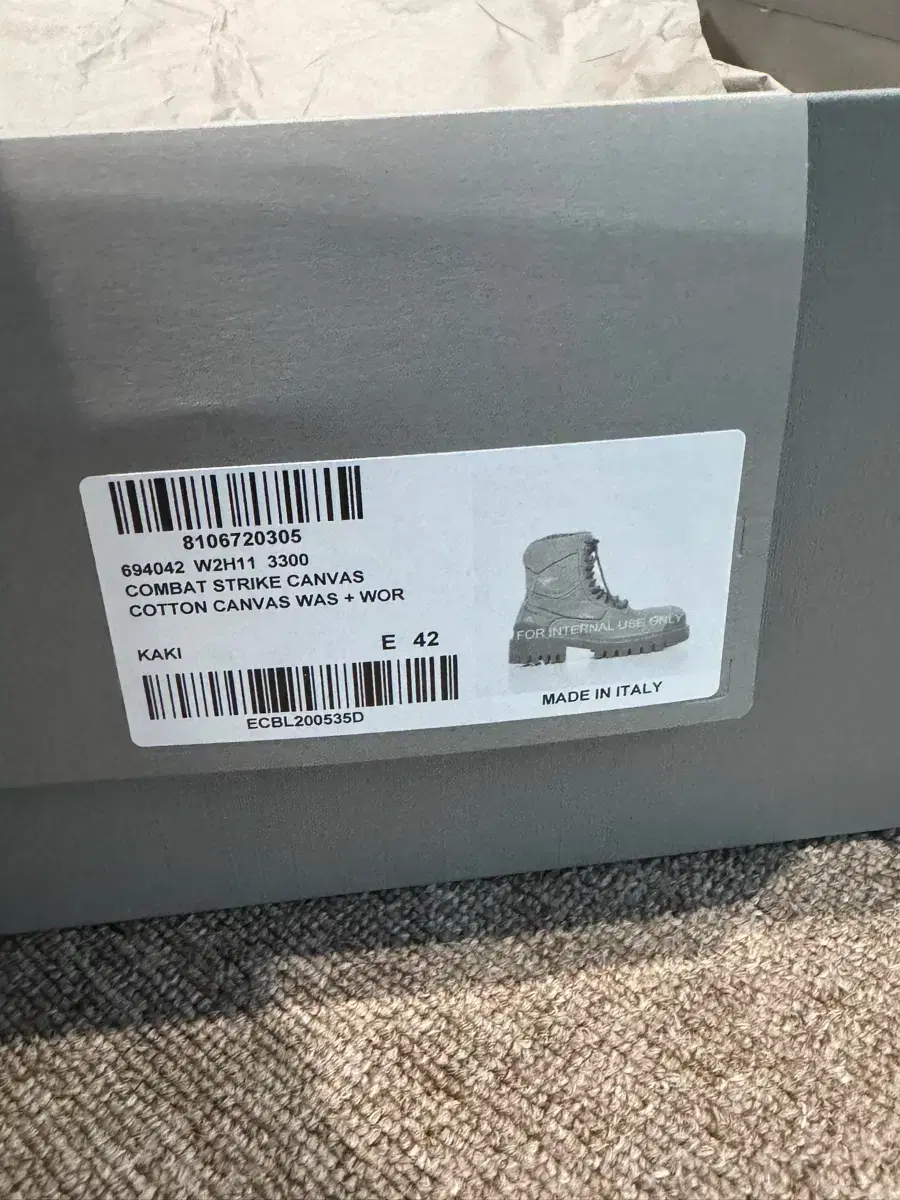 8106720305
694042 W2H11 3300
COMBAT STRIKE CANVAS
COTTON CANVAS WAS + WOR
KAKI E 42
ECBL200535D
FOR INTERNAL USE ONLY
MADE IN ITALY